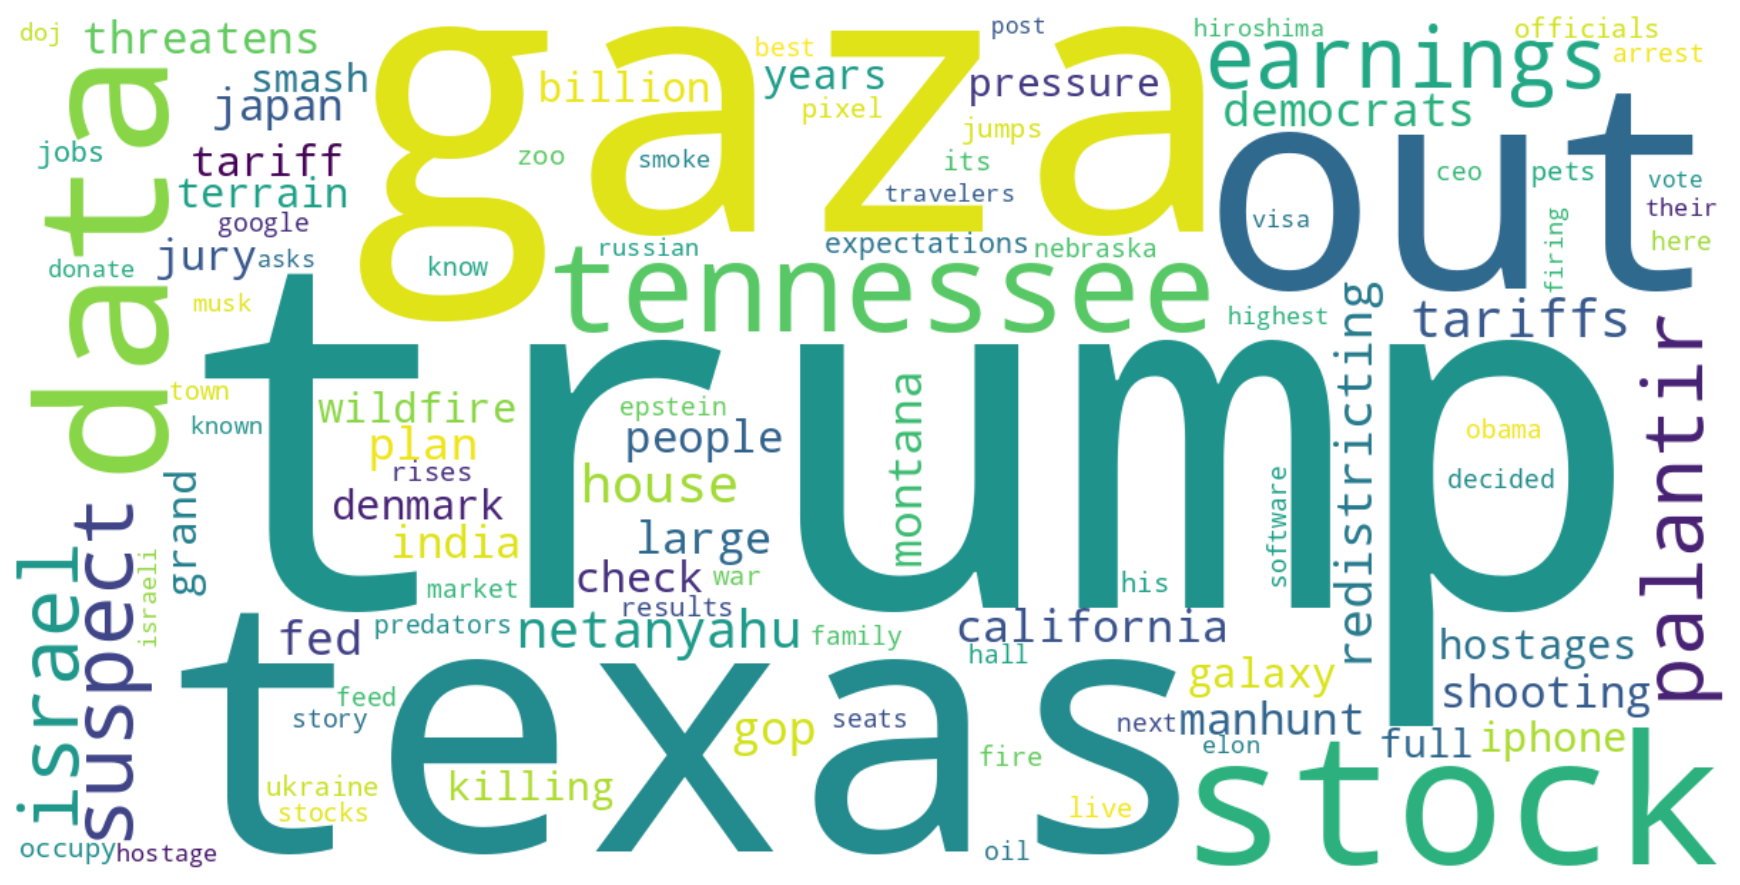 doj
threatens
gaza
post
hiroshima
officials
arrest
data
smash
japan
billion
best
years
pixel
pressure
jumps
earnings
democrats
jobs
tariff
terrain
zoo
smoke
its
travelers
out
ceo
pets
vote
their
google
jury
asks
know
russian
expectations
nebraska
visa
firing
here
donate
musk
tennessee
highest
redistricting
tariffs
palantir
trump
town
known
wildfire
plan
rises
denmark
india
market
epstein
people
house
large
check
war
results
montana
his
software
obama
decided
grand
israel
suspect
israeli
fed
predators
netanyahu
family
california
hall
hostages
shooting
texas
feed
story
gop
seats
next
galaxy
manhunt
elon
full
iphone
ukraine
stocks
killing
fire
live
oil
stock
occupy
hostage